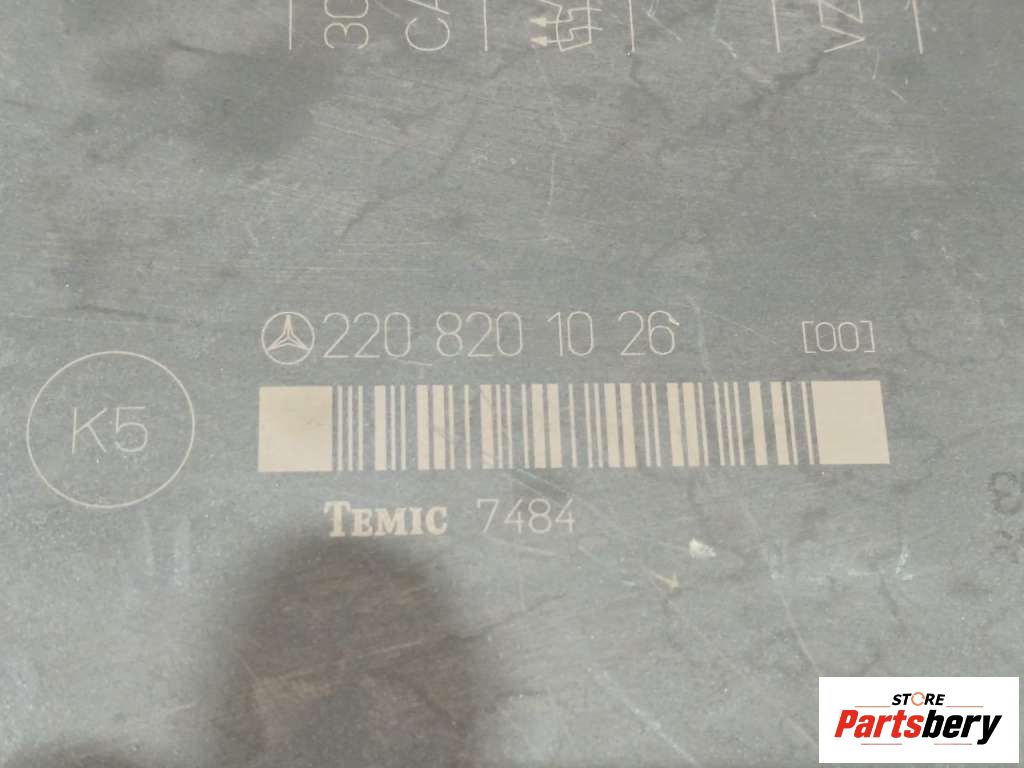 220 820 10 26 [00]
K5
TEMIC 7484
STORE
Partsbery